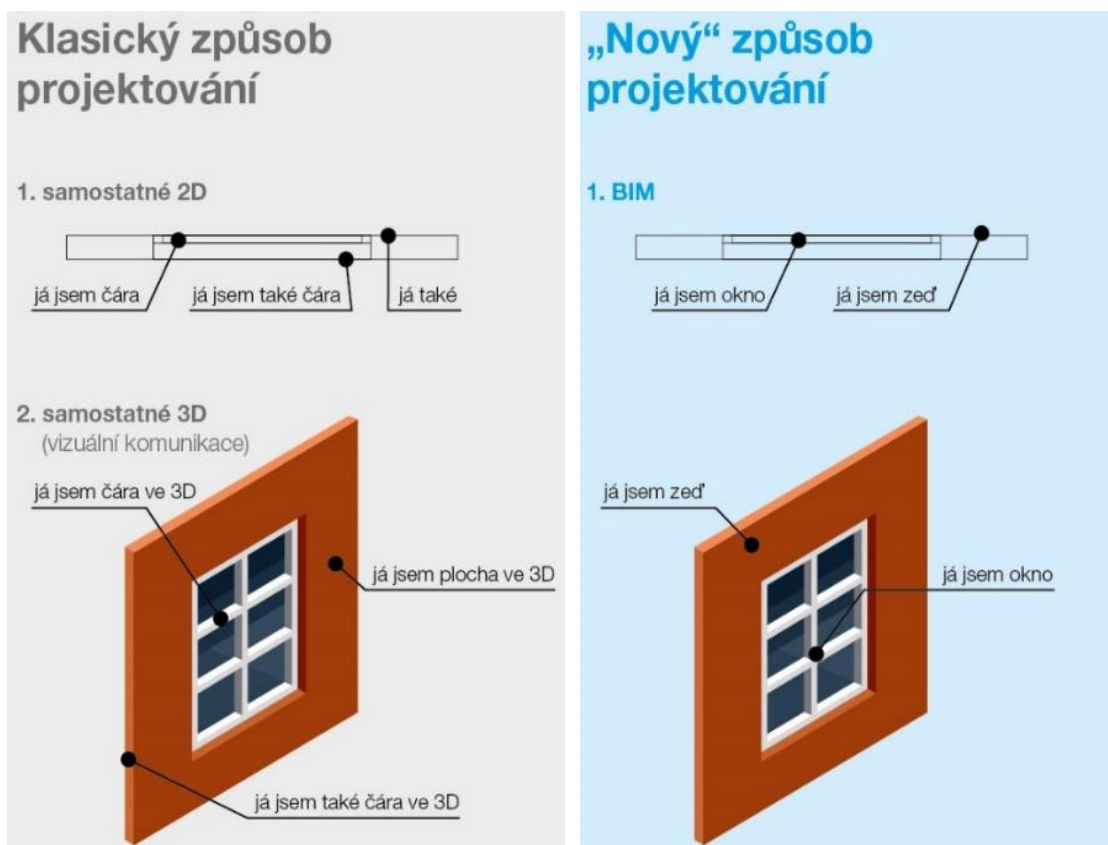 Klasický způsob
projektování
1. samostatné 2D
já jsem čára
já jsem také čára
já také
2. samostatné 3D
(vizuální komunikace)
já jsem čára ve 3D
já jsem plocha ve 3D
já jsem také čára ve 3D
„Nový“ způsob
projektování
1. BIM
já jsem okno
já jsem zeď
já jsem zeď
já jsem okno